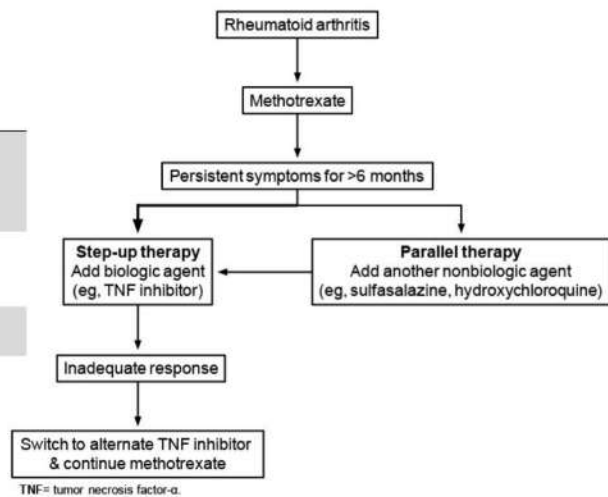 Rheumatoid arthritis
Methotrexate
Persistent symptoms for >6 months
Step-up therapy
Add biologic agent
(eg, TNF inhibitor)
Parallel therapy
Add another nonbiologic agent
(eg, sulfasalazine, hydroxychloroquine)
Inadequate response
Switch to alternate TNF inhibitor
& continue methotrexate
TNF= tumor necrosis factor-α.